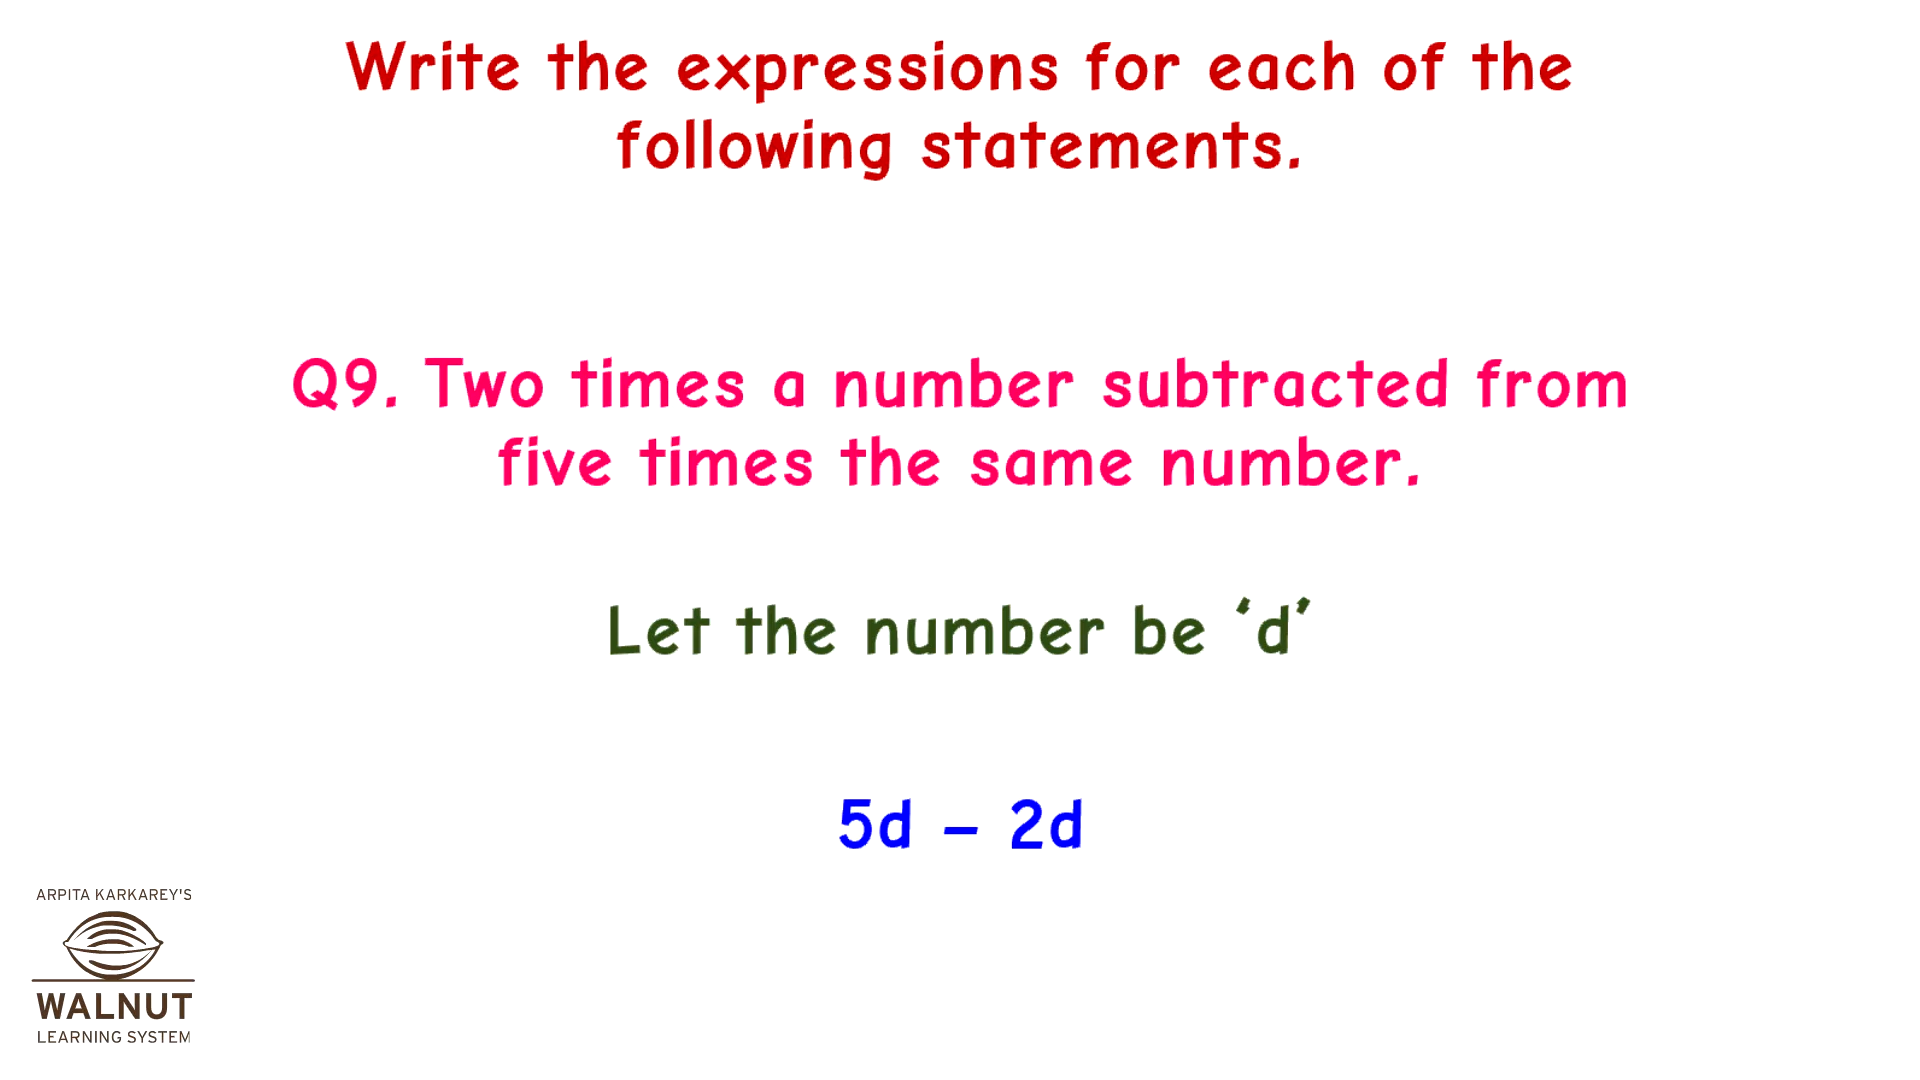 Write the expressions for each of the
following statements.
Q9. Two times a number subtracted from
five times the same number.
Let the number be ‘d’
5d – 2d
ARPITA KARKAREY'S
WALNUT
LEARNING SYSTEM